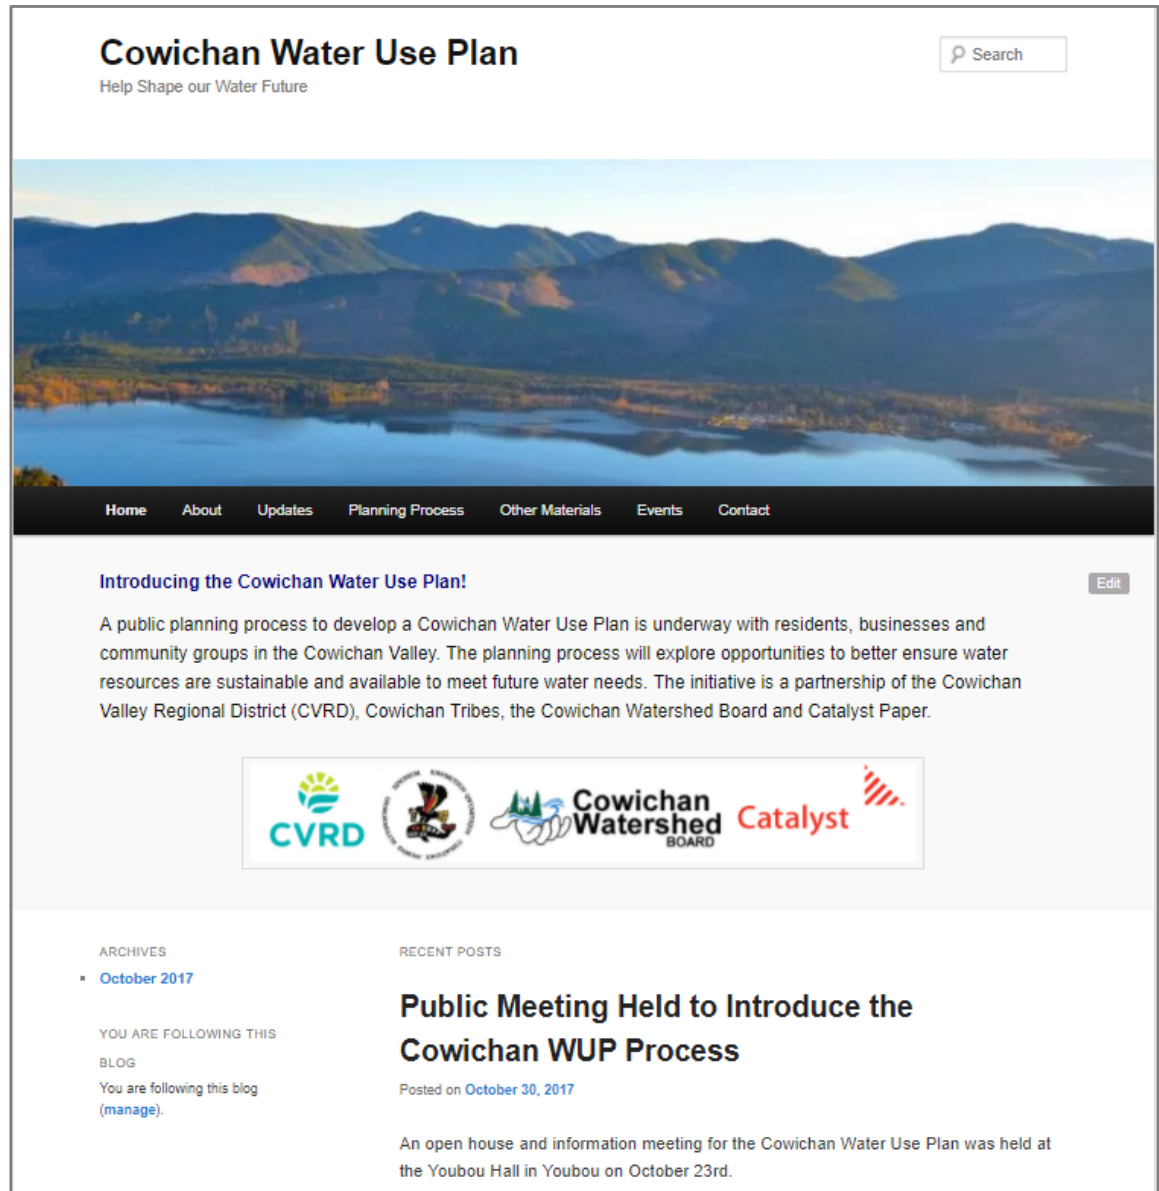 Cowichan Water Use Plan
Search
Help Shape our Water Future
Home About Updates Planning Process Other Materials Events Contact
Introducing the Cowichan Water Use Plan!
Edit
A public planning process to develop a Cowichan Water Use Plan is underway with residents, businesses and
community groups in the Cowichan Valley. The planning process will explore opportunities to better ensure water
resources are sustainable and available to meet future water needs. The initiative is a partnership of the Cowichan
Valley Regional District (CVRD), Cowichan Tribes, the Cowichan Watershed Board and Catalyst Paper.
CVRD
Cowichan
Watershed
BOARD
Catalyst
ARCHIVES
October 2017
YOU ARE FOLLOWING THIS
BLOG
You are following this blog
(manage).
RECENT POSTS
Public Meeting Held to Introduce the
Cowichan WUP Process
Posted on October 30, 2017
An open house and information meeting for the Cowichan Water Use Plan was held at
the Youbou Hall in Youbou on October 23rd.